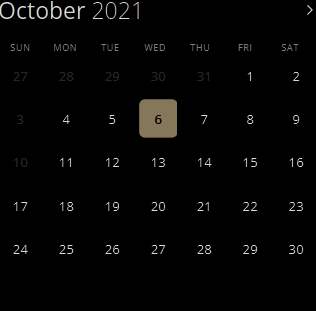 October 2021
SUN MON TUE WED THU FRI SAT
27 28 29 30 31 1 2
3 4 5 6 7 8 9
10 11 12 13 14 15 16
17 18 19 20 21 22 23
24 25 26 27 28 29 30